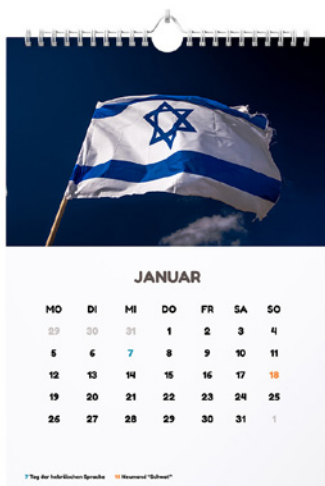 JANUAR
MO DI MI DO FR SA SO
29 30 31 1 2 3 4
5 6 7 8 9 10 11
12 13 14 15 16 17 18
19 20 21 22 23 24 25
26 27 28 29 30 31 1
7 Tag der hebräischen Sprache 18 Neumond "Schwat"